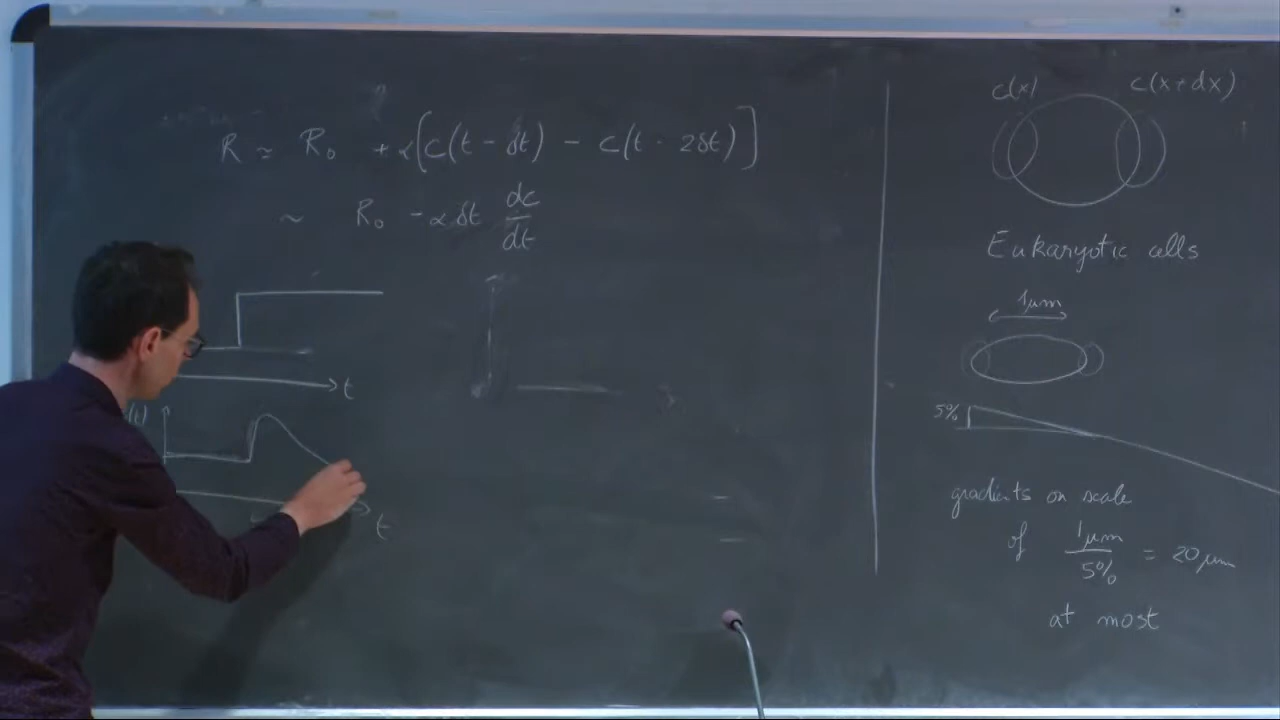 R ≃ R₀ + α[c(t - δt) - c(t - 2δt)]
~ R₀ - α δt dc/dt
t
(t)
t
c(x) c(x+dx)
Eukaryotic cells
1μm
5%
gradients on scale
of 1μm/5% = 20μm
at most